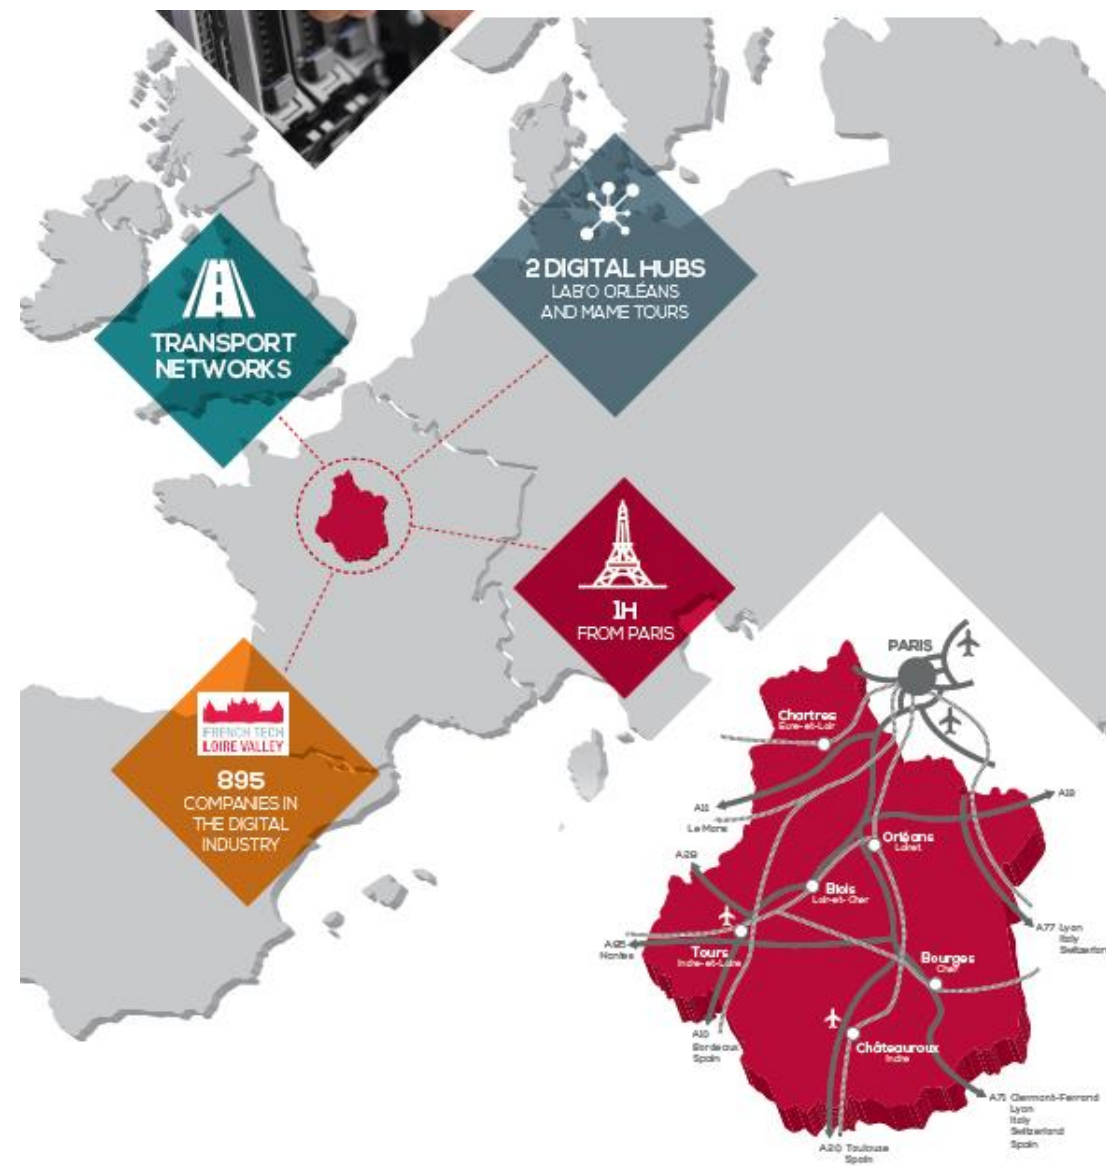 2 DIGITAL HUBS
LAB'O ORLÉANS
AND MAME TOURS
TRANSPORT
NETWORKS
1H
FROM PARIS
FRENCH TECH
LOIRE VALLEY
895
COMPANIES IN
THE DIGITAL
INDUSTRY
PARIS
Chartres
Eure-et-Loir
A11
Le Mans
A19
Orléans
Loiret
A28
Blois
Loir-et-Cher
A77 Lyon
Italy
Switzerlan
A85
Nantes
Tours
Indre-et-Loire
Bourges
Cher
A10
Bordeaux
Spain
Châteauroux
Indre
A71 Clermont-Ferrand
Lyon
Italy
Switzerland
Spain
A20 Toulouse
Spain